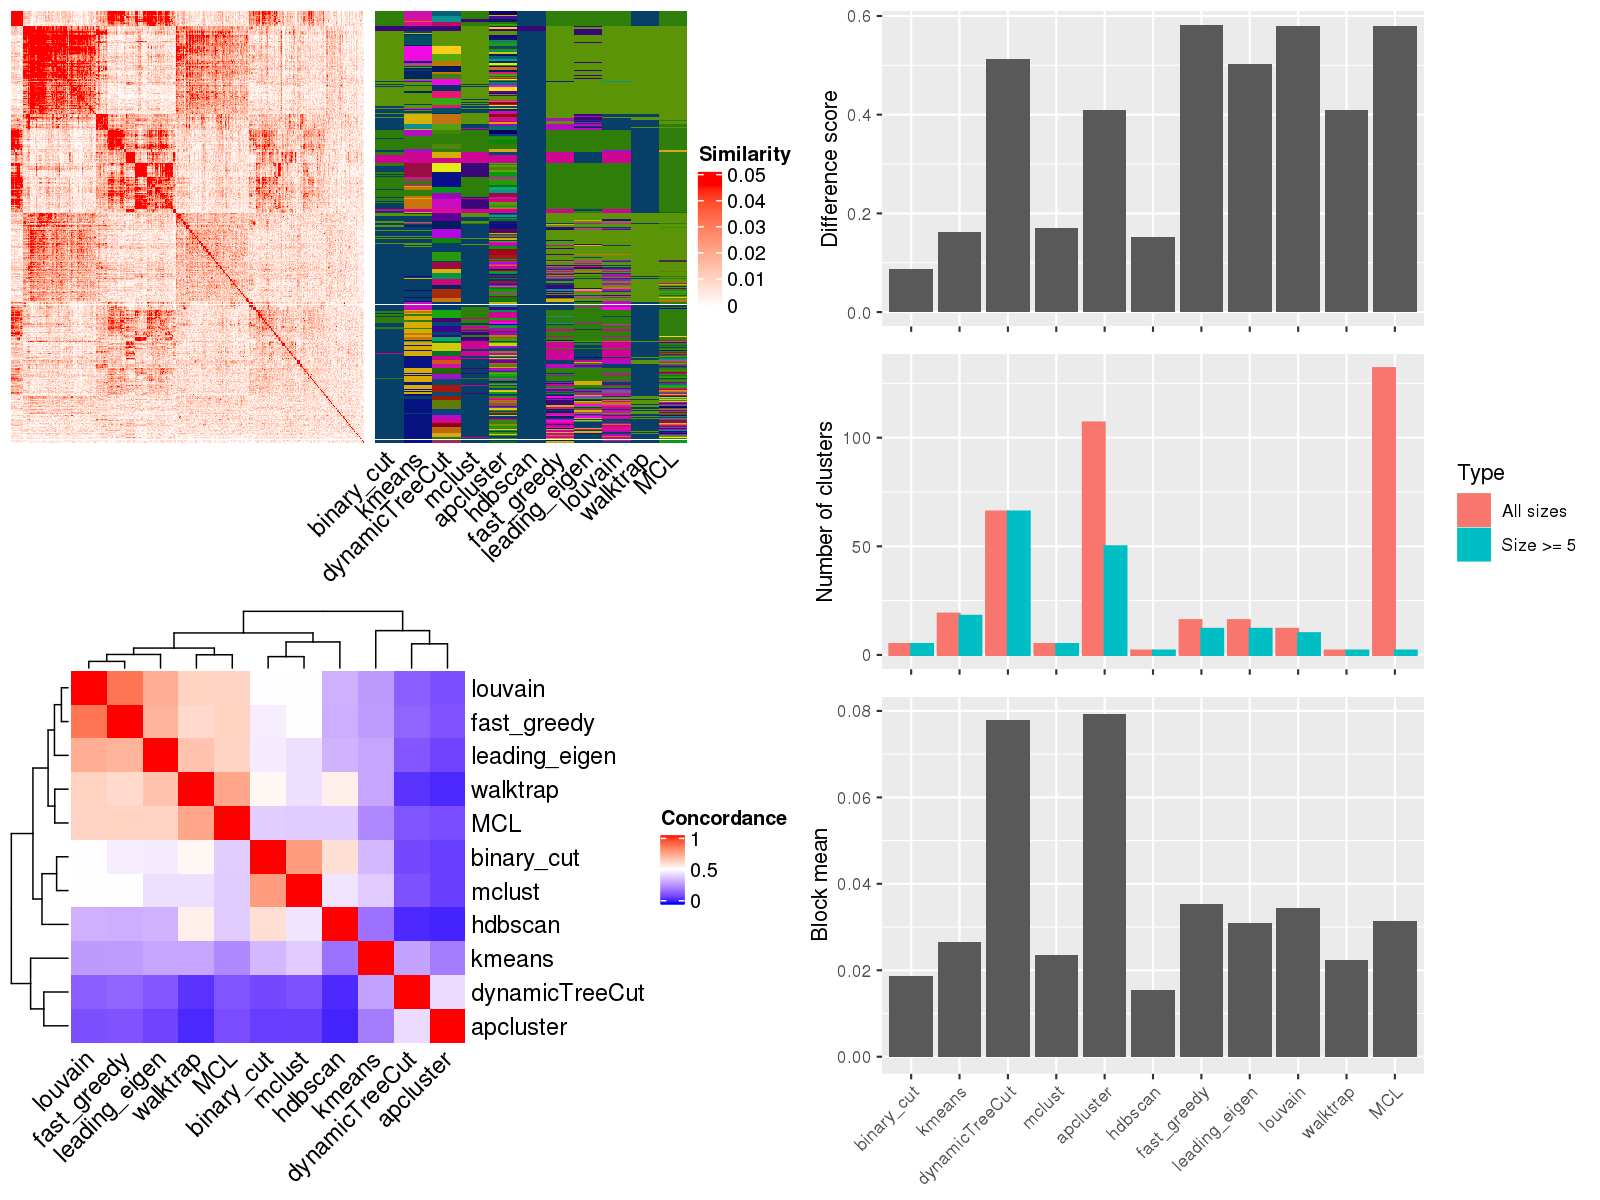 Similarity
0.05
0.04
0.03
0.02
0.01
0
binary_cut
kmeans
dynamicTreeCut
mclust
apcluster
hdbscan
fast_greedy
leading_eigen
louvain
walktrap
MCL
louvain
fast_greedy
leading_eigen
walktrap
MCL
binary_cut
mclust
hdbscan
kmeans
dynamicTreeCut
apcluster
louvain
fast_greedy
leading_eigen
walktrap
MCL
binary_cut
mclust
hdbscan
kmeans
dynamicTreeCut
apcluster
Concordance
1
0.5
0
Difference score
0.6
0.4
0.2
0.0
Number of clusters
100
50
0
Type
All sizes
Size >= 5
Block mean
0.08
0.06
0.04
0.02
0.00
binary_cut
kmeans
dynamicTreeCut
mclust
apcluster
hdbscan
fast_greedy
leading_eigen
louvain
walktrap
MCL